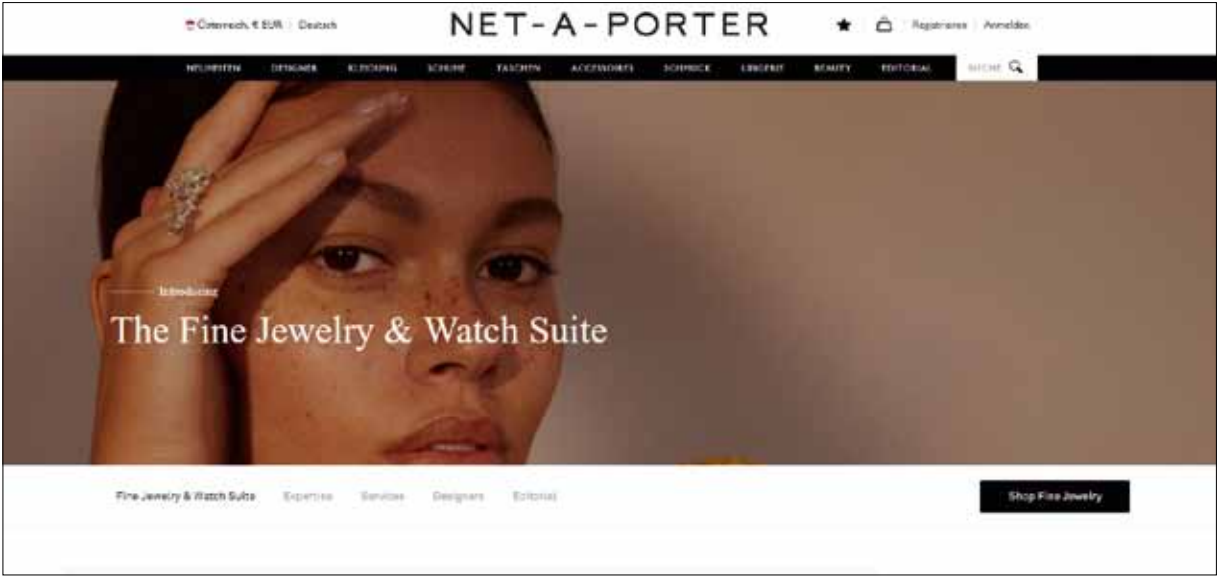 Österreich, € EUR | Deutsch
NET-A-PORTER
Registrieren | Anmelden
NEUHEITEN DESIGNER KLEIDUNG SCHUHE TASCHEN ACCESSOIRES SCHMUCK LINGERIE BEAUTY EDITORIAL SUCHE
Introducing
The Fine Jewelry & Watch Suite
Fine Jewelry & Watch Suite Expertise Services Designers Editorial
Shop Fine Jewelry